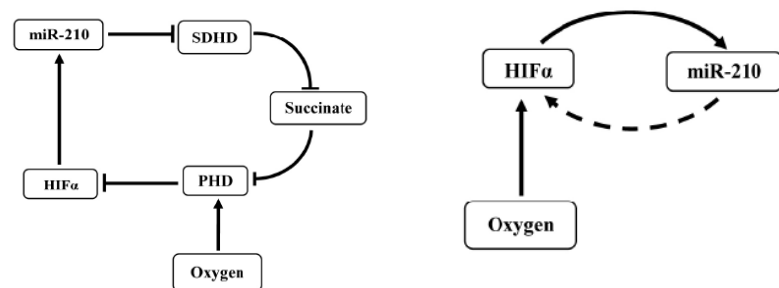 miR-210
SDHD
Succinate
HIFα
PHD
Oxygen
HIFα
miR-210
Oxygen